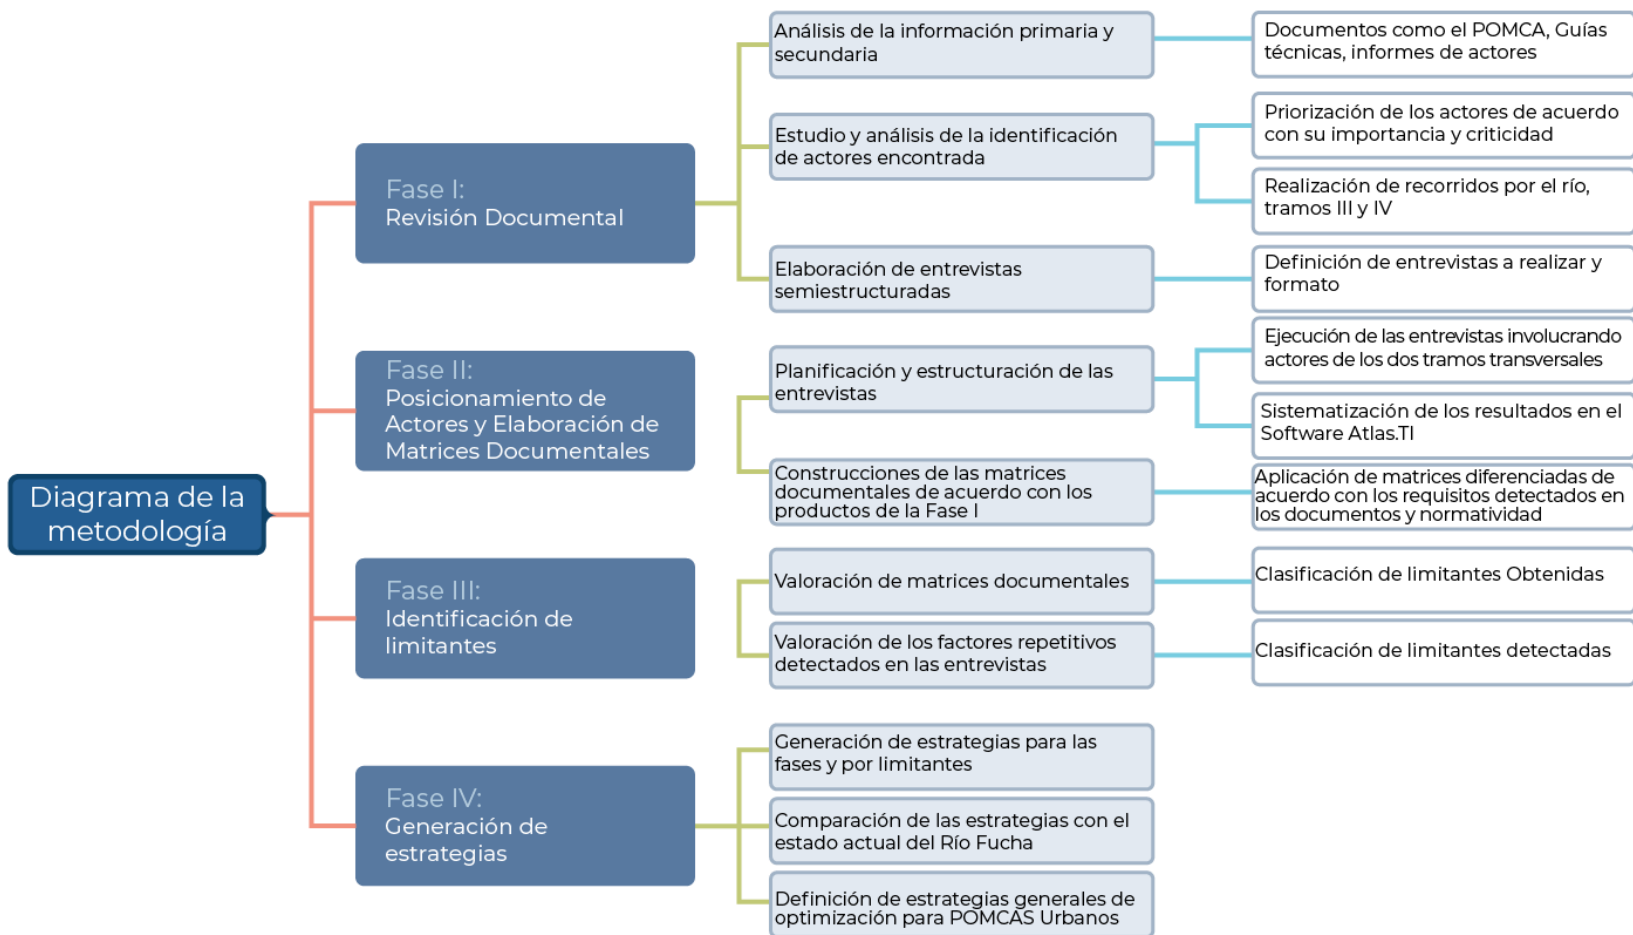 Diagrama de la
metodología
Fase I:
Revisión Documental
Análisis de la información primaria y
secundaria
Documentos como el POMCA, Guías
técnicas, informes de actores
Estudio y análisis de la identificación
de actores encontrada
Priorización de los actores de acuerdo
con su importancia y criticidad
Realización de recorridos por el río,
tramos III y IV
Elaboración de entrevistas
semiestructuradas
Definición de entrevistas a realizar y
formato
Fase II:
Posicionamiento de
Actores y Elaboración de
Matrices Documentales
Planificación y estructuración de las
entrevistas
Ejecución de las entrevistas involucrando
actores de los dos tramos transversales
Sistematización de los resultados en el
Software Atlas.TI
Construcciones de las matrices
documentales de acuerdo con los
productos de la Fase I
Aplicación de matrices diferenciadas de
acuerdo con los requisitos detectados en
los documentos y normatividad
Fase III:
Identificación de
limitantes
Valoración de matrices documentales
Clasificación de limitantes Obtenidas
Valoración de los factores repetitivos
detectados en las entrevistas
Clasificación de limitantes detectadas
Fase IV:
Generación de
estrategias
Generación de estrategias para las
fases y por limitantes
Comparación de las estrategias con el
estado actual del Río Fucha
Definición de estrategias generales de
optimización para POMCAS Urbanos